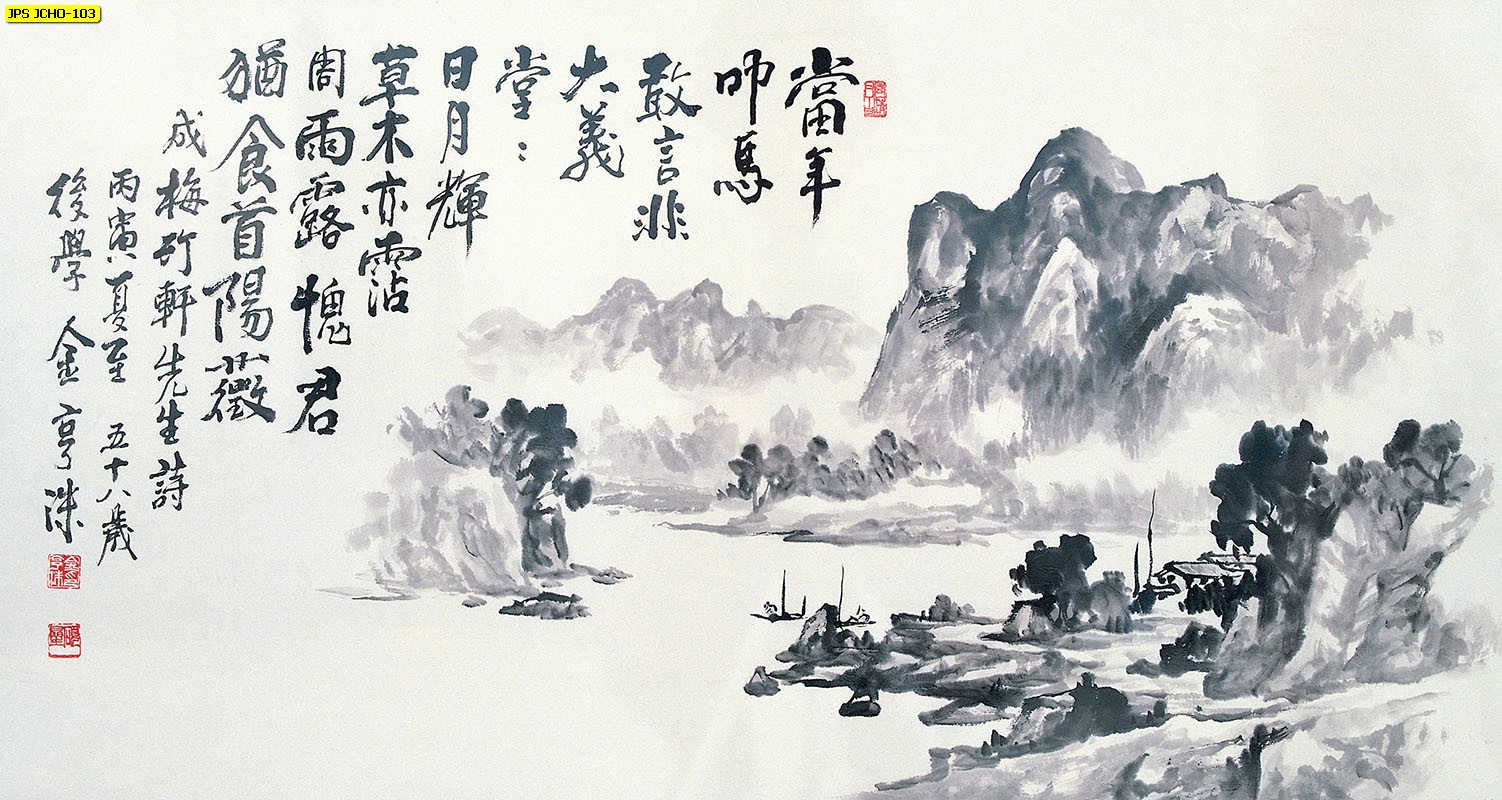 JPS JCHO-103
當年
叩馬
敢言非
大義
堂〻
日月輝
草木亦霑
周雨露愧君
猶食首陽薇
成梅竹軒先生詩
丙寅夏至 五十八歲
後學 金亨洙